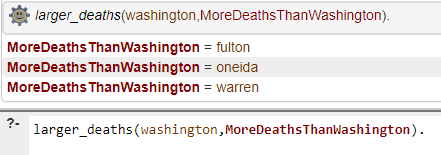 larger_deaths(washington,MoreDeathsThanWashington).
MoreDeathsThanWashington = fulton
MoreDeathsThanWashington = oneida
MoreDeathsThanWashington = warren
?- larger_deaths(washington,MoreDeathsThanWashington).